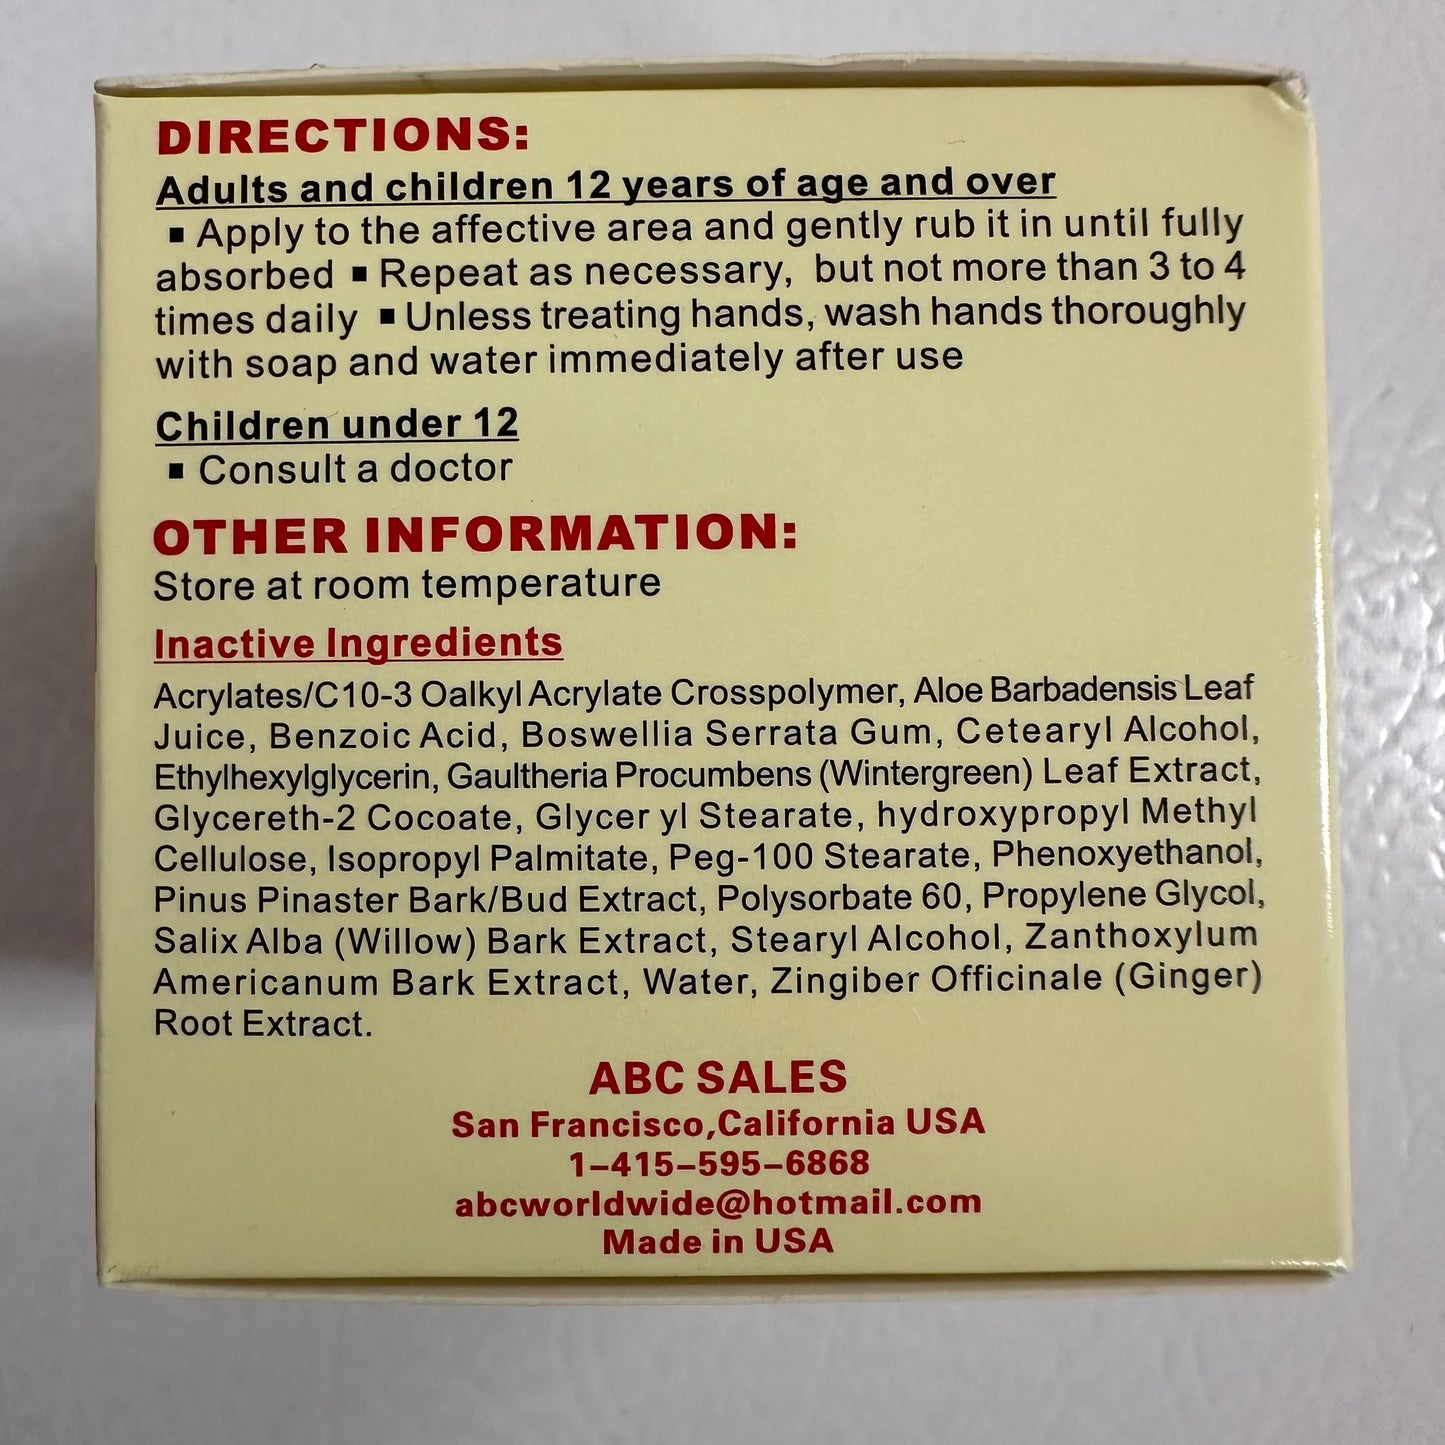 DIRECTIONS:
Adults and children 12 years of age and over
▪ Apply to the affective area and gently rub it in until fully
absorbed ▪ Repeat as necessary, but not more than 3 to 4
times daily ▪ Unless treating hands, wash hands thoroughly
with soap and water immediately after use
Children under 12
▪ Consult a doctor
OTHER INFORMATION:
Store at room temperature
Inactive Ingredients
Acrylates/C10-3 Oalkyl Acrylate Crosspolymer, Aloe Barbadensis Leaf
Juice, Benzoic Acid, Boswellia Serrata Gum, Cetearyl Alcohol,
Ethylhexylglycerin, Gaultheria Procumbens (Wintergreen) Leaf Extract,
Glycereth-2 Cocoate, Glycer yl Stearate, hydroxypropyl Methyl
Cellulose, Isopropyl Palmitate, Peg-100 Stearate, Phenoxyethanol,
Pinus Pinaster Bark/Bud Extract, Polysorbate 60, Propylene Glycol,
Salix Alba (Willow) Bark Extract, Stearyl Alcohol, Zanthoxylum
Americanum Bark Extract, Water, Zingiber Officinale (Ginger)
Root Extract.
ABC SALES
San Francisco,California USA
1-415-595-6868
abcworldwide@hotmail.com
Made in USA